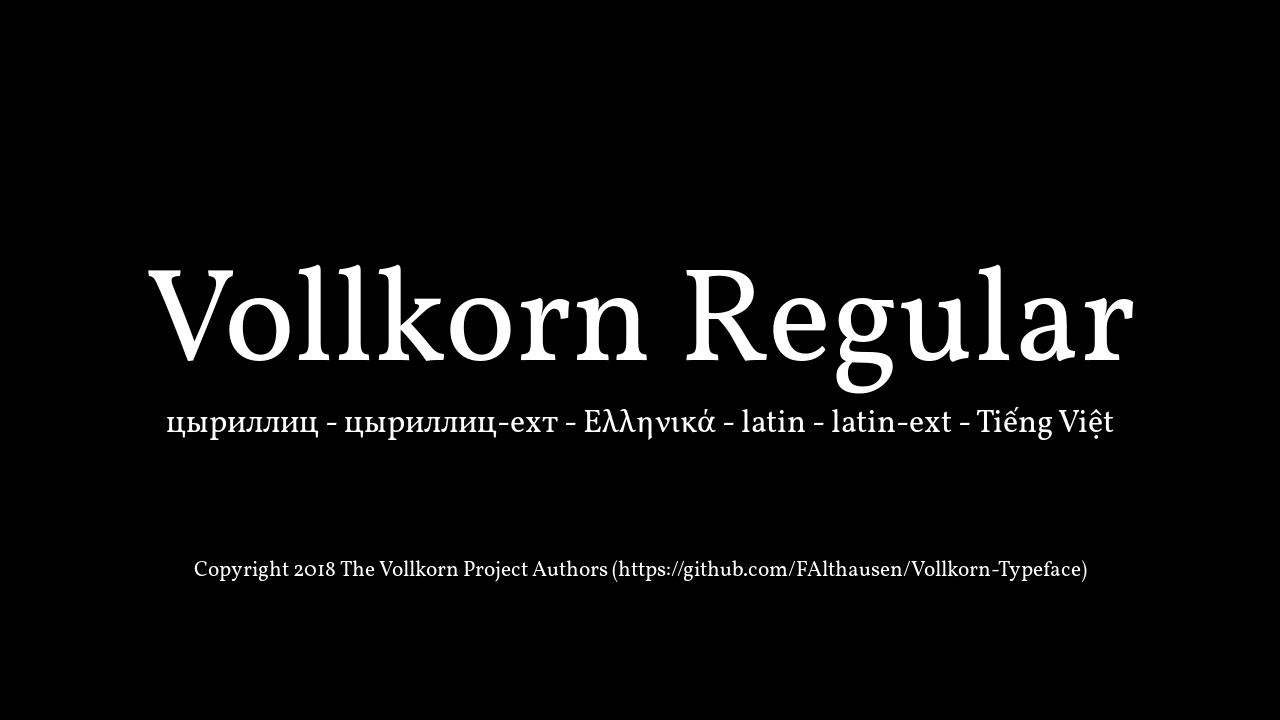 Vollkorn Regular
цыриллиц - цыриллиц-ехт - Ελληνικά - latin - latin-ext - Tiếng Việt
Copyright 2018 The Vollkorn Project Authors (https://github.com/FAlthausen/Vollkorn-Typeface)